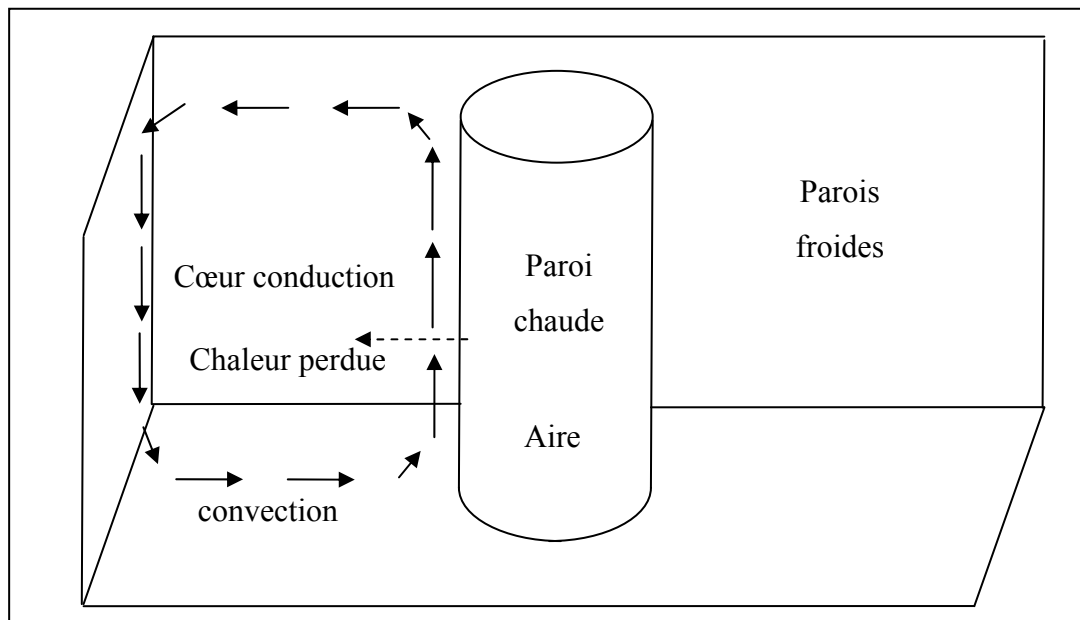 Parois
froides
Cœur conduction
Paroi
chaude
Chaleur perdue
Aire
convection